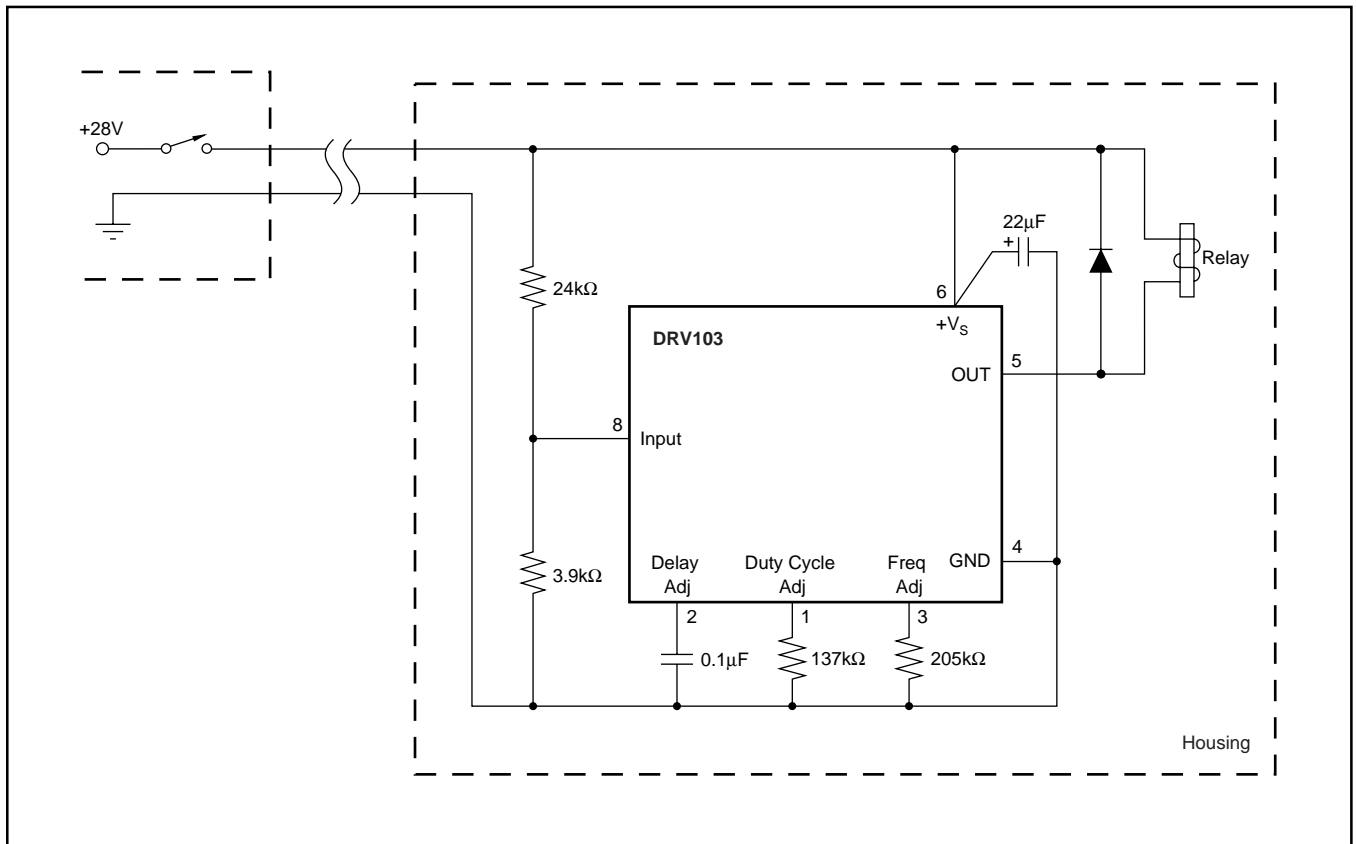 +28V
22µF
+
Relay
24kΩ
6
+VS
DRV103
OUT
5
8
Input
3.9kΩ
Delay
Adj
Duty Cycle
Adj
Freq
Adj
GND
4
2
1
3
0.1µF
137kΩ
205kΩ
Housing